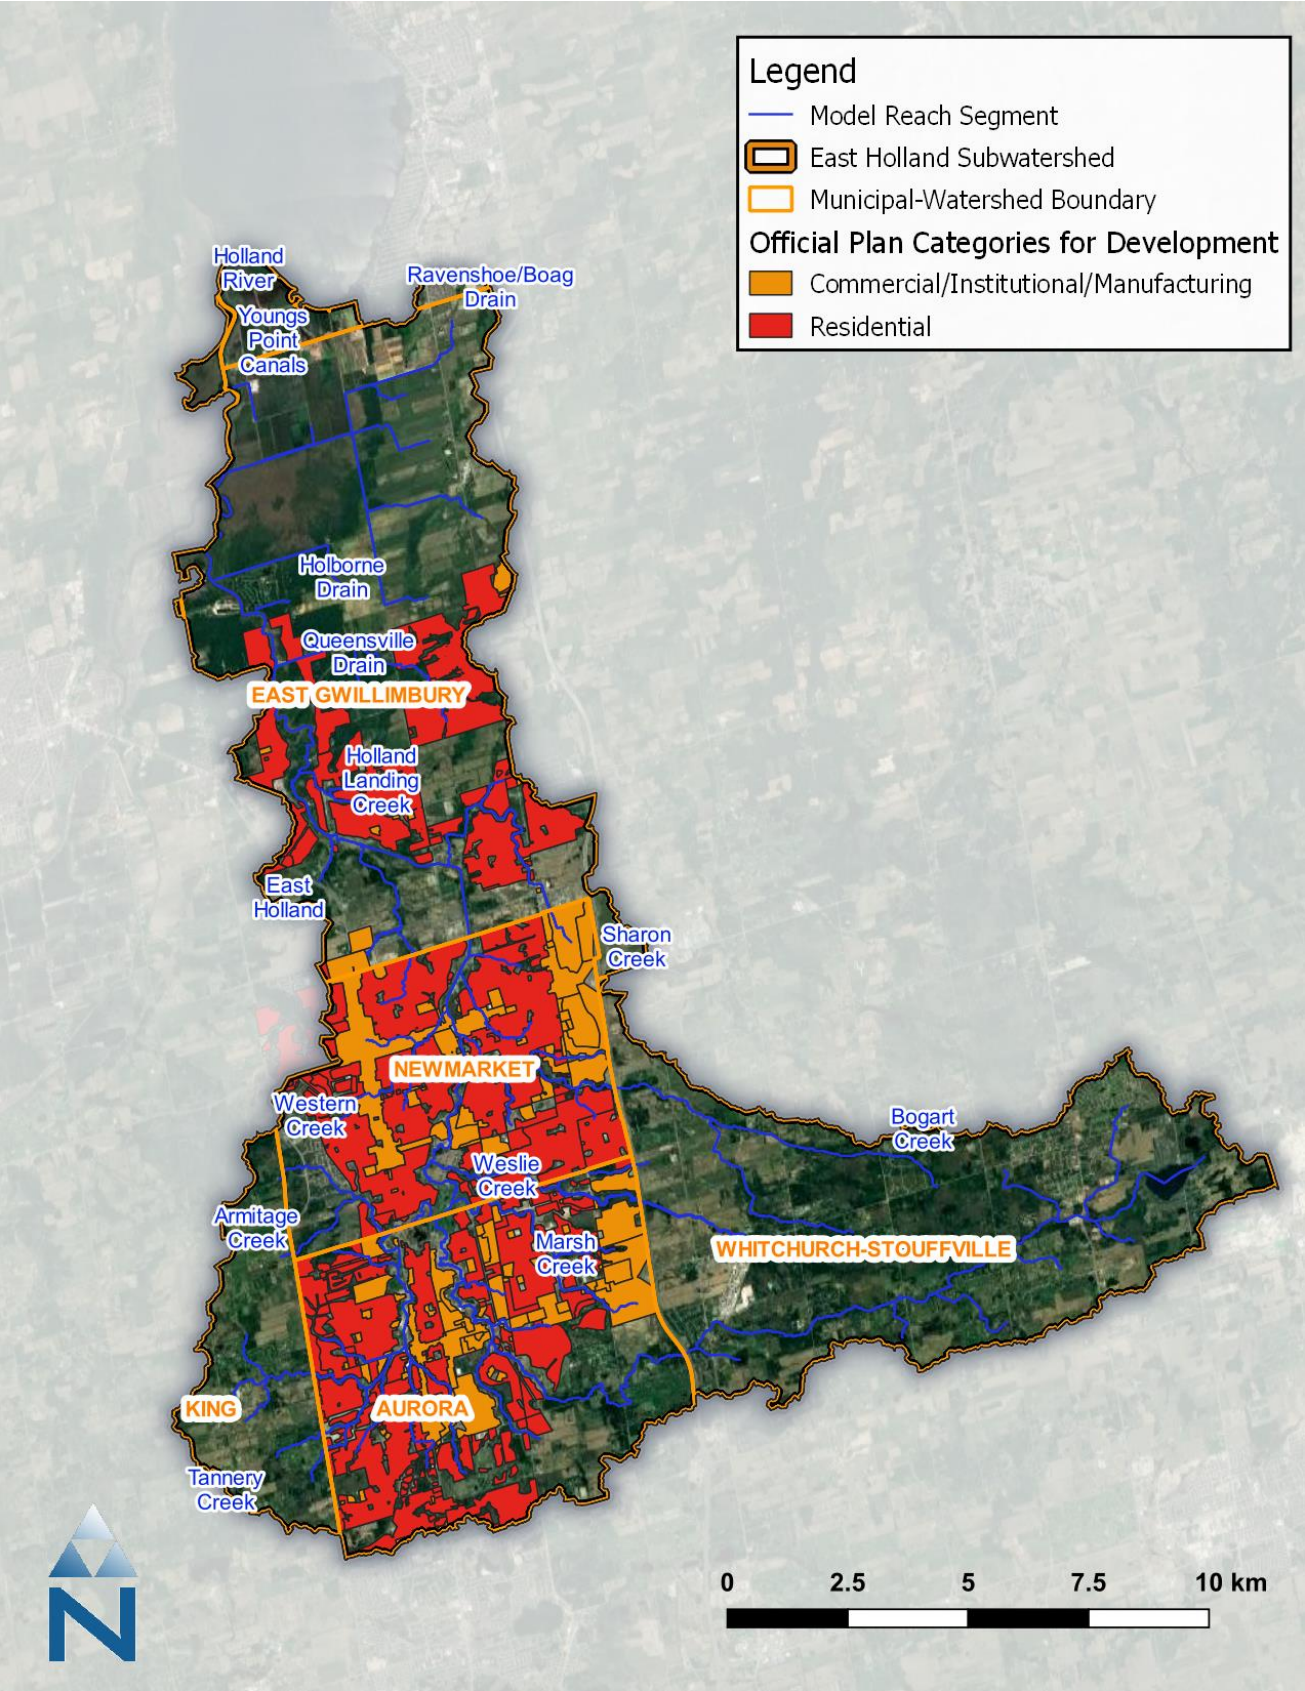 Legend
Model Reach Segment
East Holland Subwatershed
Municipal-Watershed Boundary
Official Plan Categories for Development
Commercial/Institutional/Manufacturing
Residential
Holland
River
Ravenshoe/Boag
Drain
Youngs
Point
Canals
Holborne
Drain
Queensville
Drain
EAST GWILLIMBURY
Holland
Landing
Creek
East
Holland
Sharon
Creek
NEWMARKET
Western
Creek
Bogart
Creek
Weslie
Creek
Armitage
Creek
Marsh
Creek
WHITCHURCH-STOUFFVILLE
KING
AURORA
Tannery
Creek
N
0 2.5 5 7.5 10 km